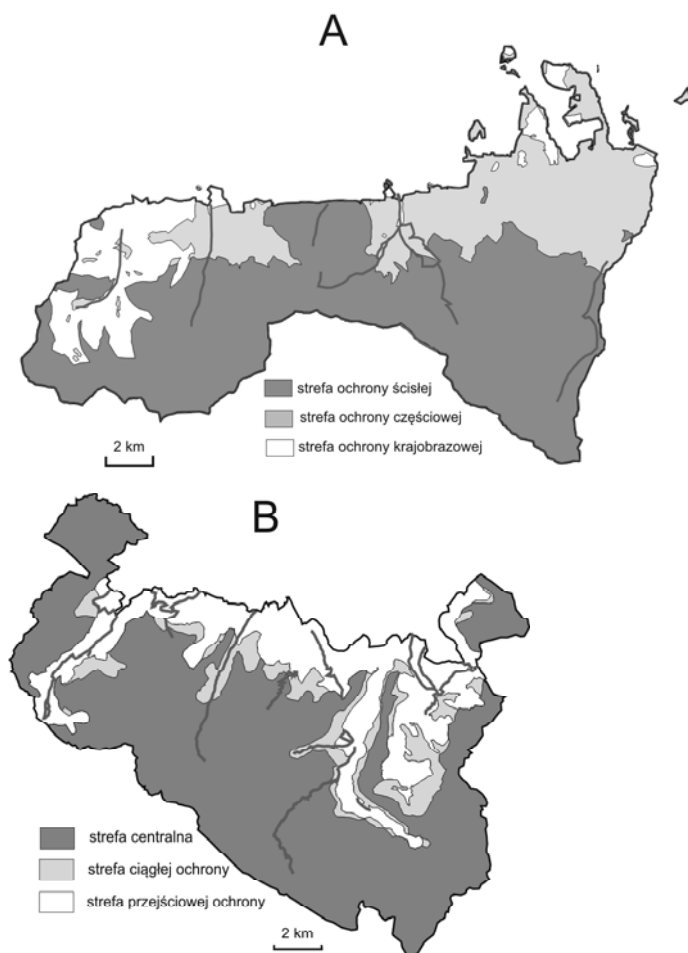 A
strefa ochrony ścisłej
strefa ochrony częściowej
strefa ochrony krajobrazowej
2 km
B
strefa centralna
strefa ciągłej ochrony
strefa przejściowej ochrony
2 km